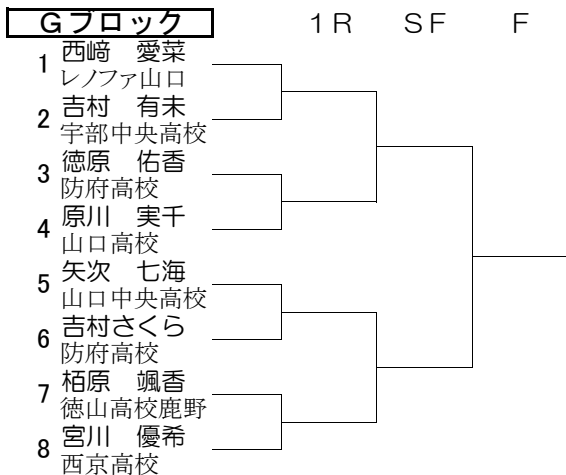 Gブロック 1R SF F
1 西﨑 愛菜
レノファ山口
2 吉村 有未
宇部中央高校
3 徳原 佑香
防府高校
4 原川 実千
山口高校
5 矢次 七海
山口中央高校
6 吉村さくら
防府高校
7 栢原 颯香
徳山高校鹿野
8 宮川 優希
西京高校